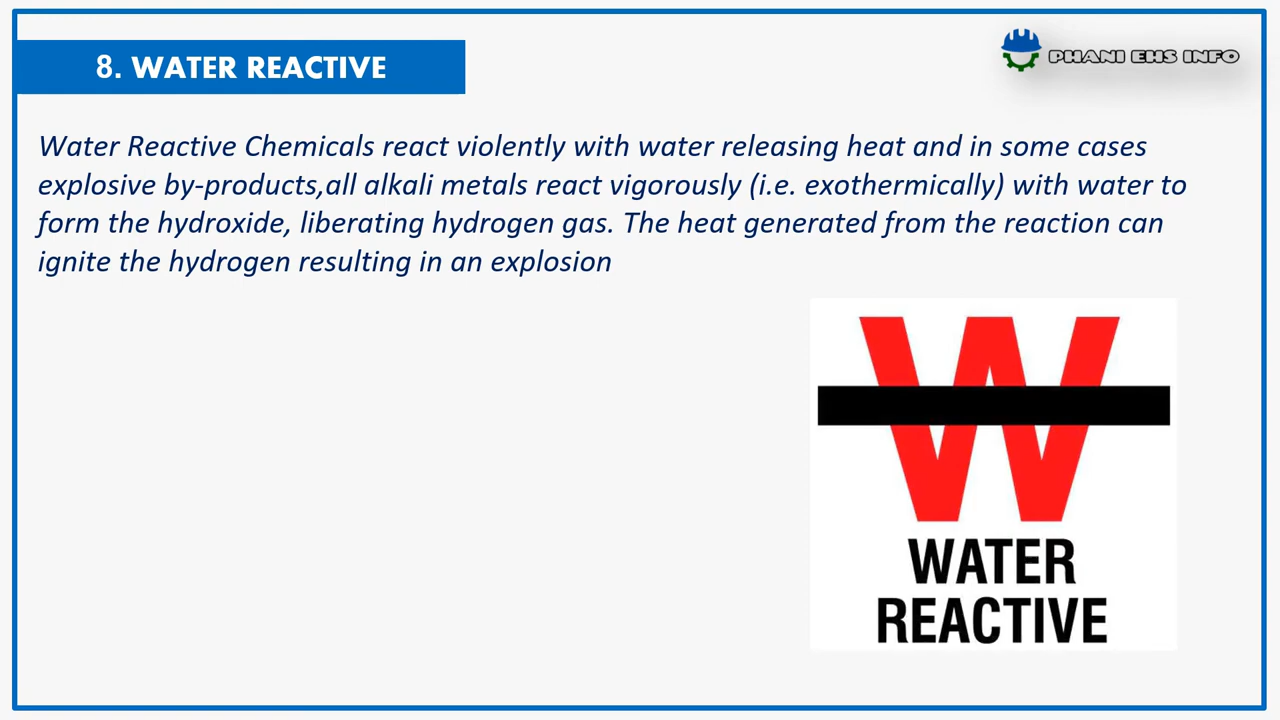 8. WATER REACTIVE
PHANI EHS INFO
Water Reactive Chemicals react violently with water releasing heat and in some cases
explosive by-products,all alkali metals react vigorously (i.e. exothermically) with water to
form the hydroxide, liberating hydrogen gas. The heat generated from the reaction can
ignite the hydrogen resulting in an explosion
W
WATER
REACTIVE